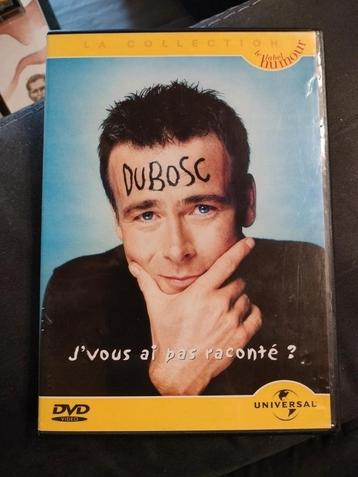 LA COLLECTION
le label humour
DUBOSC
J'vous ai pas raconté ?
DVD
VIDEO
UNIVERSAL